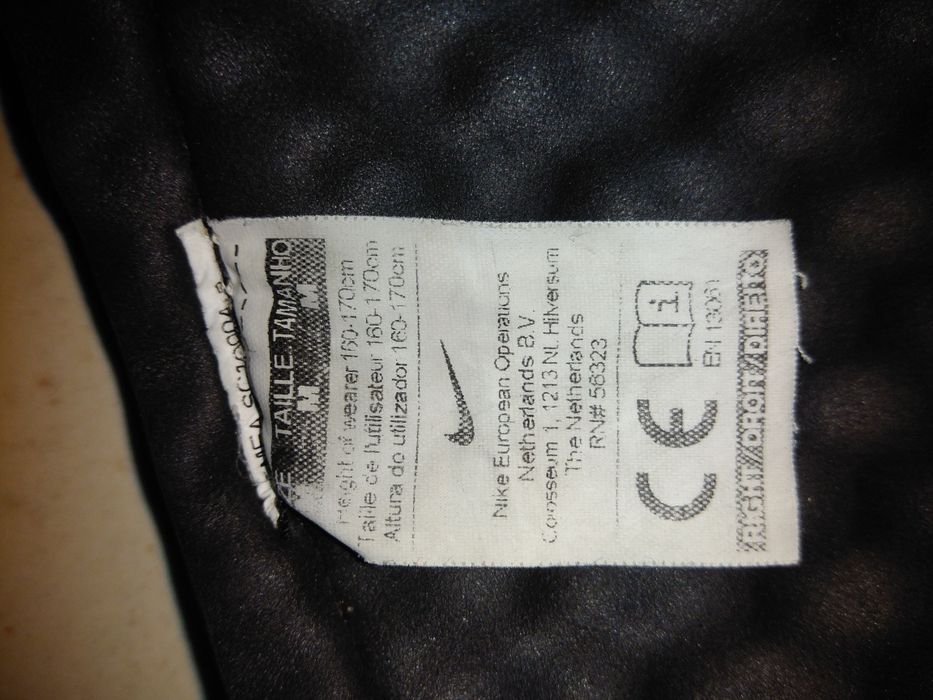 TAILLE TAMANHO
M M
Height of wearer 160-170cm
Taille de l'utilisateur 160-170cm
Altura do utilizador 160-170cm
Nike European Operations
Netherlands B.V.
Colosseum 1, 1213 NL Hilversum
The Netherlands
RN# 56323
CE i
EN 13061
RIGHT/DROIT/DIREITO